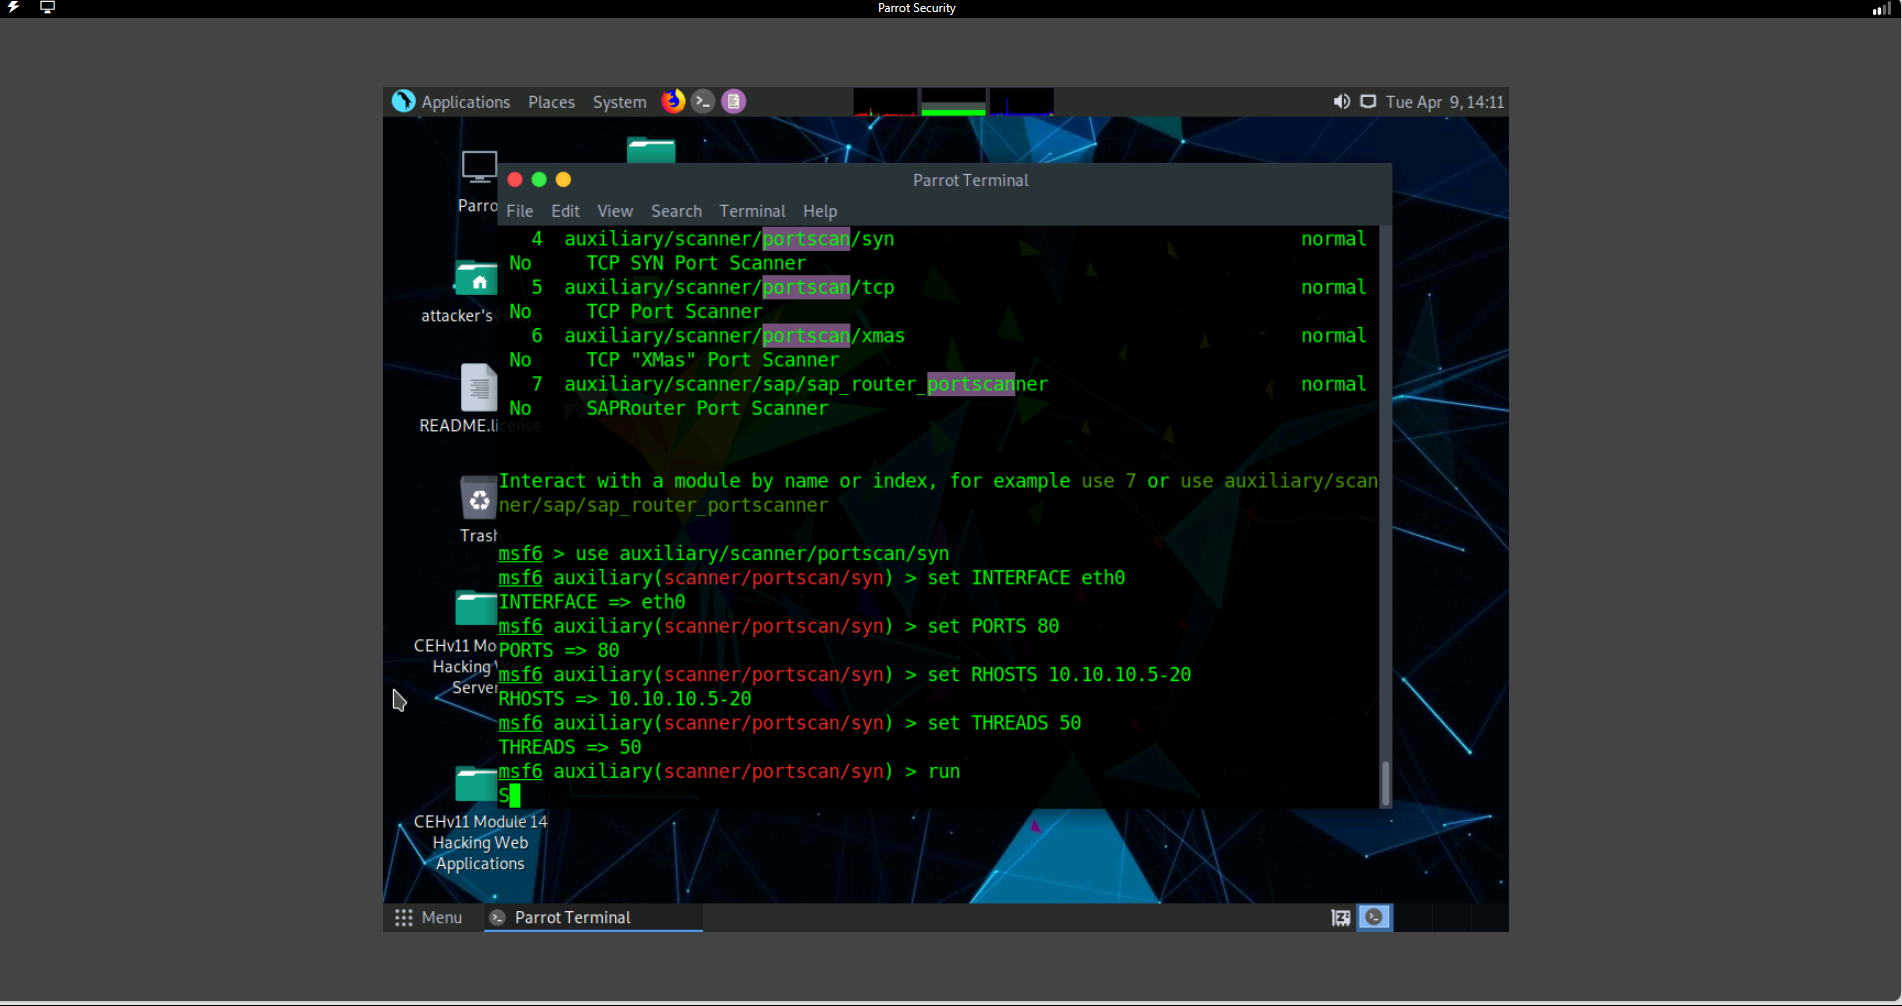 Parrot Security
Applications Places System
Tue Apr 9, 14:11
Parro
attacker's
README.license
Trash
CEHv11 Mo
Hacking W
Server
CEHv11 Module 14
Hacking Web
Applications
Parrot Terminal
File Edit View Search Terminal Help
4 auxiliary/scanner/portscan/syn normal
No TCP SYN Port Scanner
5 auxiliary/scanner/portscan/tcp normal
No TCP Port Scanner
6 auxiliary/scanner/portscan/xmas normal
No TCP "XMas" Port Scanner
7 auxiliary/scanner/sap/sap_router_portscanner normal
No SAPRouter Port Scanner
Interact with a module by name or index, for example use 7 or use auxiliary/scan
ner/sap/sap_router_portscanner
msf6 > use auxiliary/scanner/portscan/syn
msf6 auxiliary(scanner/portscan/syn) > set INTERFACE eth0
INTERFACE => eth0
msf6 auxiliary(scanner/portscan/syn) > set PORTS 80
PORTS => 80
msf6 auxiliary(scanner/portscan/syn) > set RHOSTS 10.10.10.5-20
RHOSTS => 10.10.10.5-20
msf6 auxiliary(scanner/portscan/syn) > set THREADS 50
THREADS => 50
msf6 auxiliary(scanner/portscan/syn) > run
S
Menu Parrot Terminal